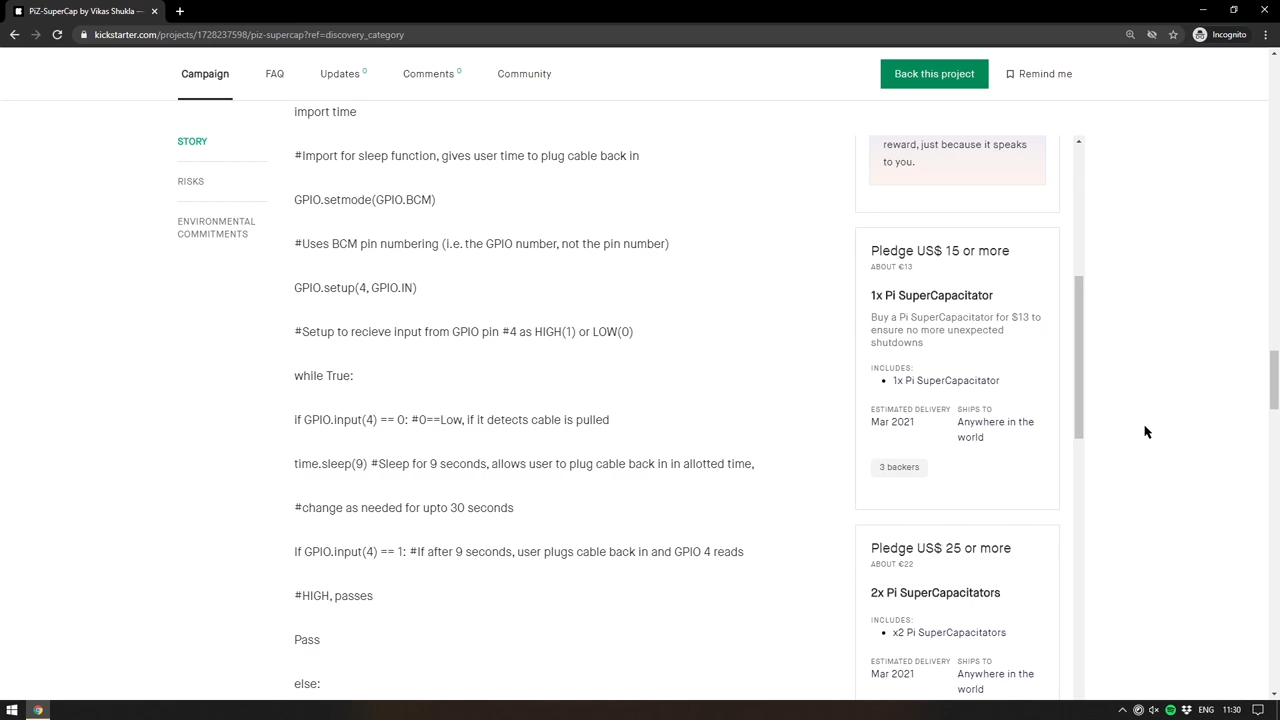 PiZ-SuperCap by Vikas Shukla —
kickstarter.com/projects/1728237598/piz-supercap?ref=discovery_category
Incognito
Campaign
FAQ
Updates 0
Comments 0
Community
Back this project
Remind me
STORY
RISKS
ENVIRONMENTAL
COMMITMENTS
import time
#Import for sleep function, gives user time to plug cable back in
GPIO.setmode(GPIO.BCM)
#Uses BCM pin numbering (i.e. the GPIO number, not the pin number)
GPIO.setup(4, GPIO.IN)
#Setup to recieve input from GPIO pin #4 as HIGH(1) or LOW(0)
while True:
if GPIO.input(4) == 0: #0==Low, if it detects cable is pulled
time.sleep(9) #Sleep for 9 seconds, allows user to plug cable back in in allotted time,
#change as needed for upto 30 seconds
If GPIO.input(4) == 1: #If after 9 seconds, user plugs cable back in and GPIO 4 reads
#HIGH, passes
Pass
else:
reward, just because it speaks
to you.
Pledge US$ 15 or more
ABOUT €13
1x Pi SuperCapacitator
Buy a Pi SuperCapacitator for $13 to
ensure no more unexpected
shutdowns
INCLUDES:
1x Pi SuperCapacitator
ESTIMATED DELIVERY SHIPS TO
Mar 2021 Anywhere in the
world
3 backers
Pledge US$ 25 or more
ABOUT €22
2x Pi SuperCapacitators
INCLUDES:
x2 Pi SuperCapacitators
ESTIMATED DELIVERY SHIPS TO
Mar 2021 Anywhere in the
world
ENG 11:30